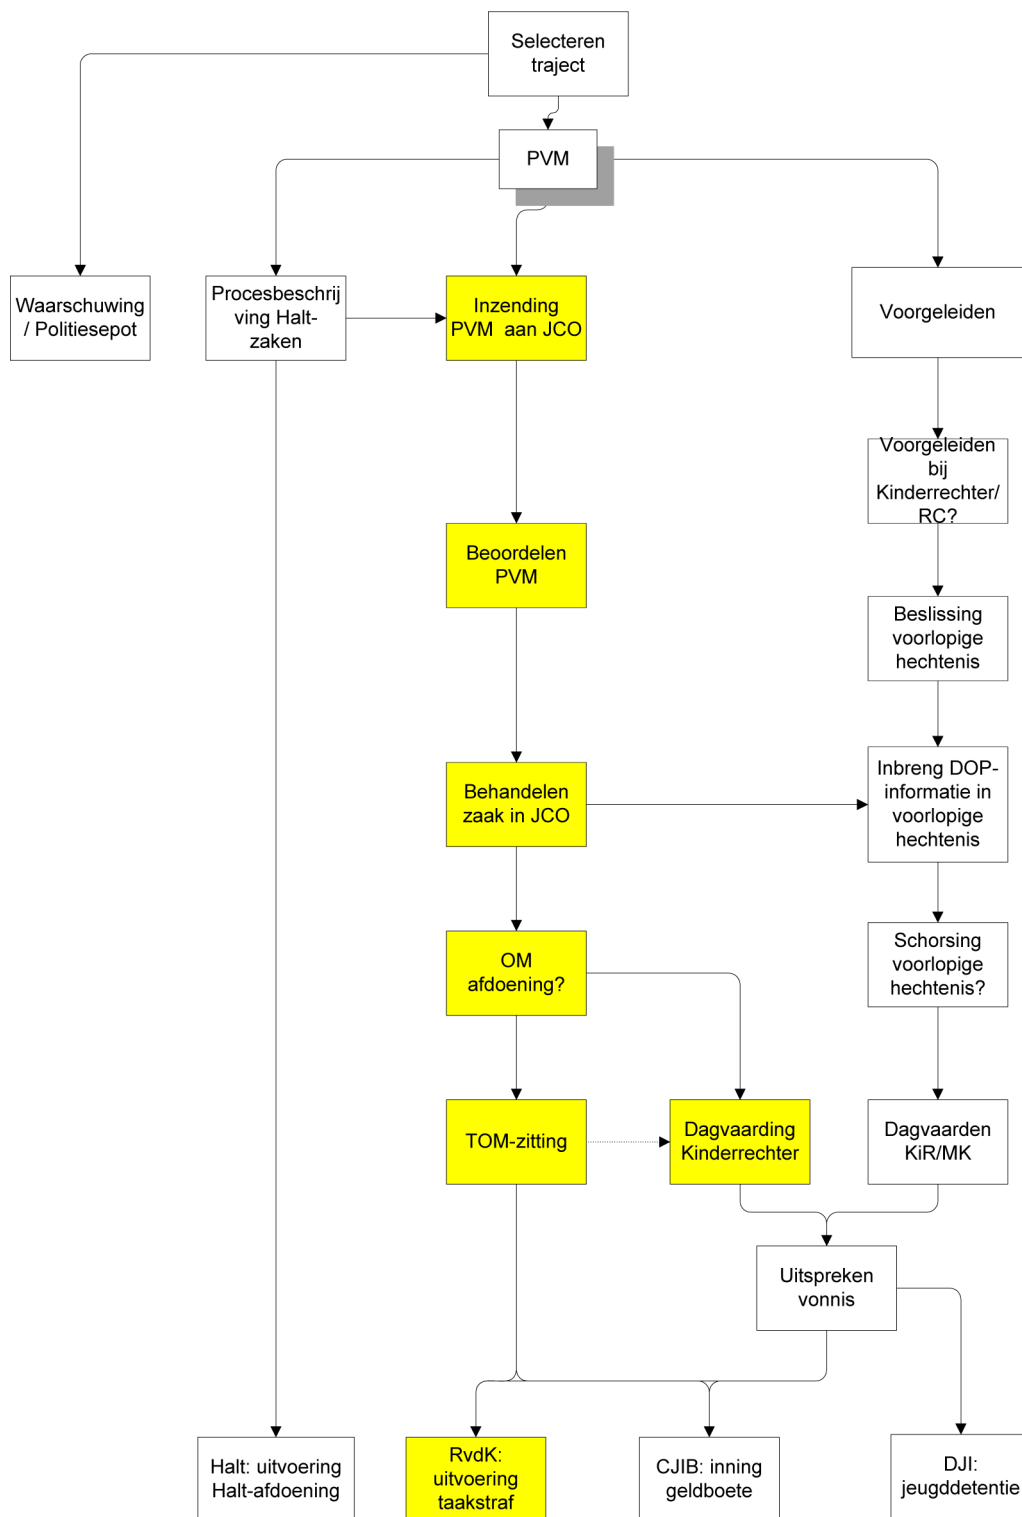 Selecteren
traject
PVM
Waarschuwing
/ Politiesepot
Procesbeschrij
ving Halt-
zaken
Inzending
PVM aan JCO
Voorgeleiden
Voorgeleiden
bij
Kinderrechter/
RC?
Beoordelen
PVM
Beslissing
voorlopige
hechtenis
Behandelen
zaak in JCO
Inbreng DOP-
informatie in
voorlopige
hechtenis
OM
afdoening?
Schorsing
voorlopige
hechtenis?
TOM-zitting
Dagvaarding
Kinderrechter
Dagvaarden
KiR/MK
Uitspreken
vonnis
Halt: uitvoering
Halt-afdoening
RvdK:
uitvoering
taakstraf
CJIB: inning
geldboete
DJI:
jeugddetentie